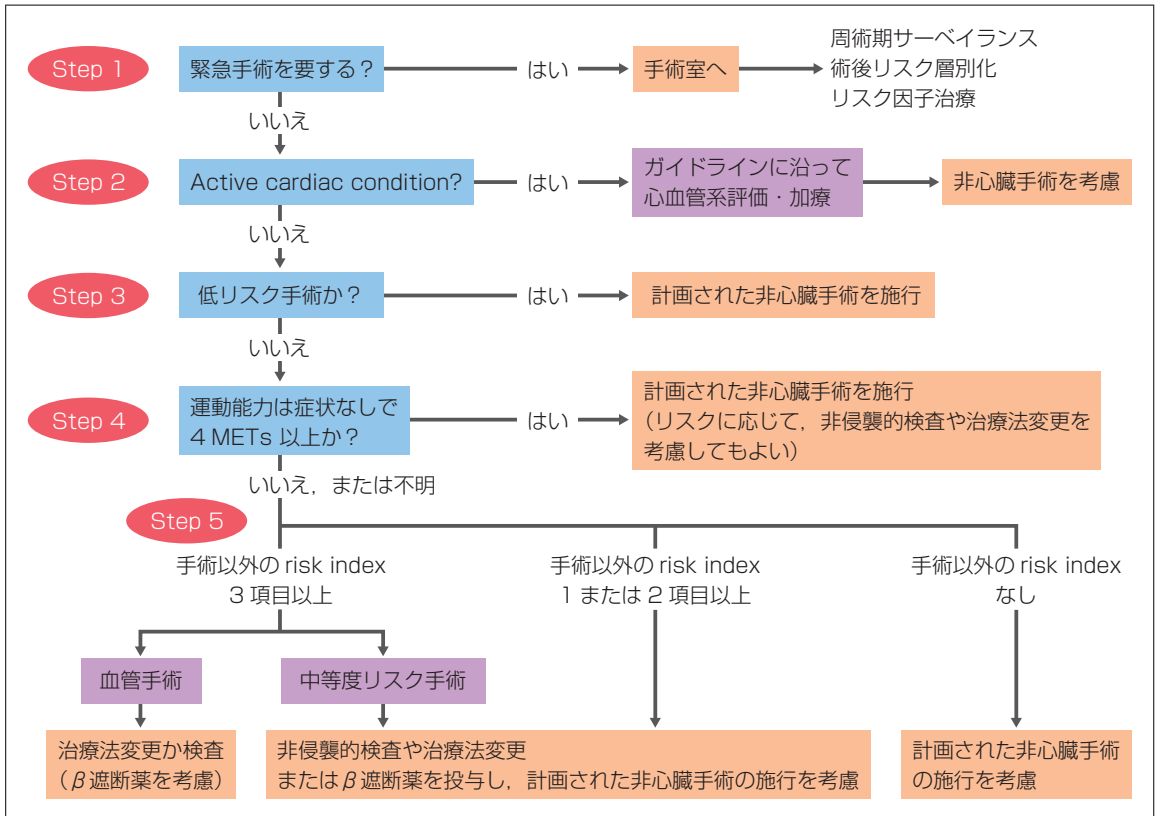 Step 1
緊急手術を要する？
はい
手術室へ
周術期サーベイランス
術後リスク層別化
リスク因子治療
いいえ
Step 2
Active cardiac condition?
はい
ガイドラインに沿って
心血管系評価・加療
非心臓手術を考慮
いいえ
Step 3
低リスク手術か？
はい
計画された非心臓手術を施行
いいえ
Step 4
運動能力は症状なしで
4 METs 以上か？
はい
計画された非心臓手術を施行
（リスクに応じて，非侵襲的検査や治療法変更を
考慮してもよい）
いいえ，または不明
Step 5
手術以外の risk index
3 項目以上
手術以外の risk index
1 または 2 項目以上
手術以外の risk index
なし
血管手術
中等度リスク手術
治療法変更か検査
（β遮断薬を考慮）
非侵襲的検査や治療法変更
またはβ遮断薬を投与し，計画された非心臓手術の施行を考慮
計画された非心臓手術
の施行を考慮